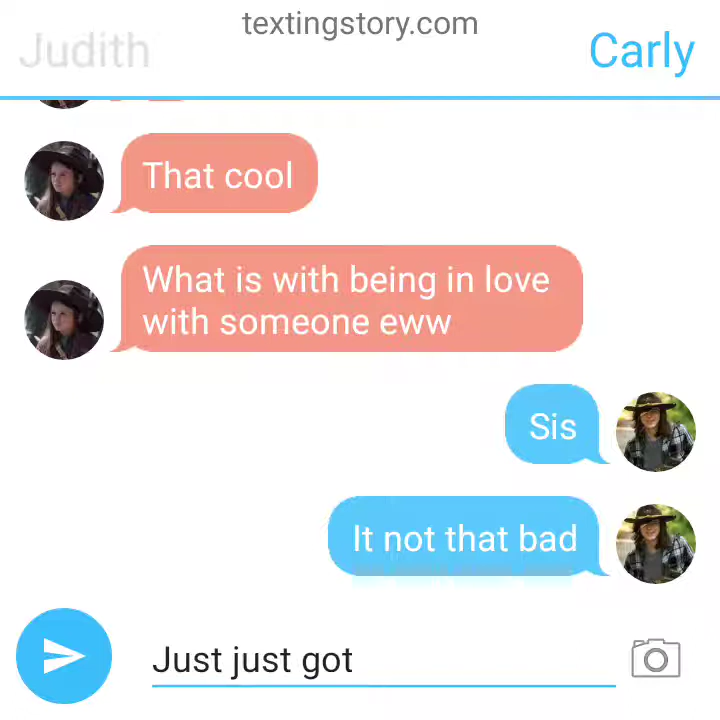 textingstory.com
Judith
Carly
That cool
What is with being in love
with someone eww
Sis
It not that bad
Just just got